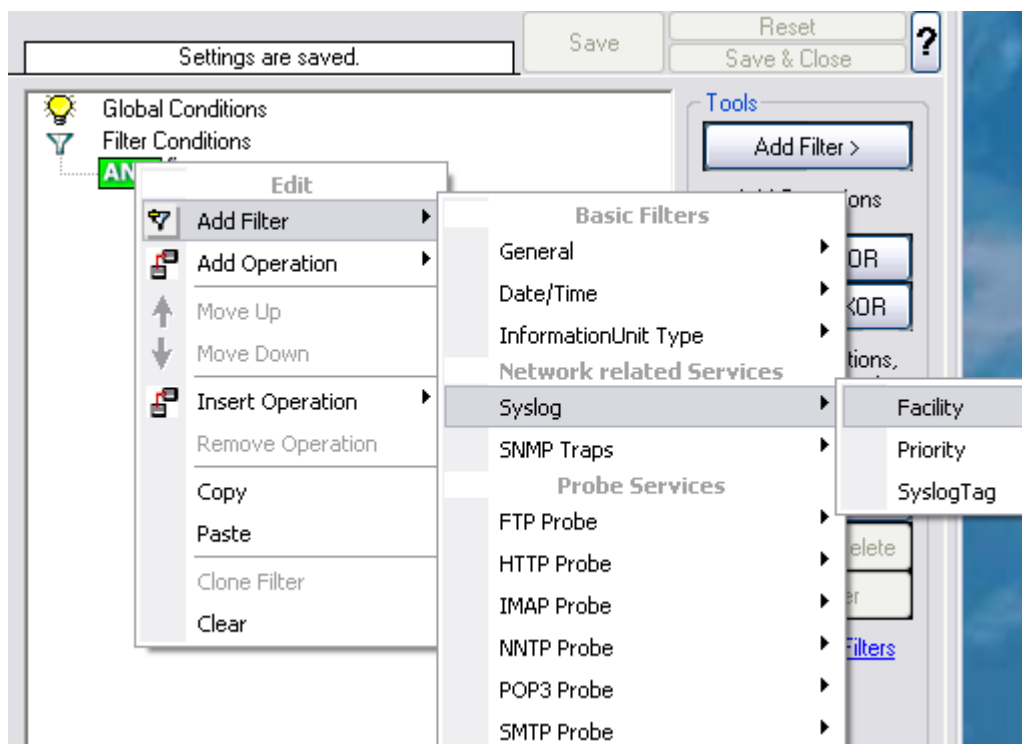 Settings are saved.
Save
Reset
Save & Close
?
Global Conditions
Filter Conditions
Tools
Add Filter >
Edit
Add Filter
Add Operation
Move Up
Move Down
Insert Operation
Remove Operation
Copy
Paste
Clone Filter
Clear
Basic Filters
General
Date/Time
InformationUnit Type
Network related Services
Syslog
SNMP Traps
Probe Services
FTP Probe
HTTP Probe
IMAP Probe
NNTP Probe
POP3 Probe
SMTP Probe
Facility
Priority
SyslogTag
Filters